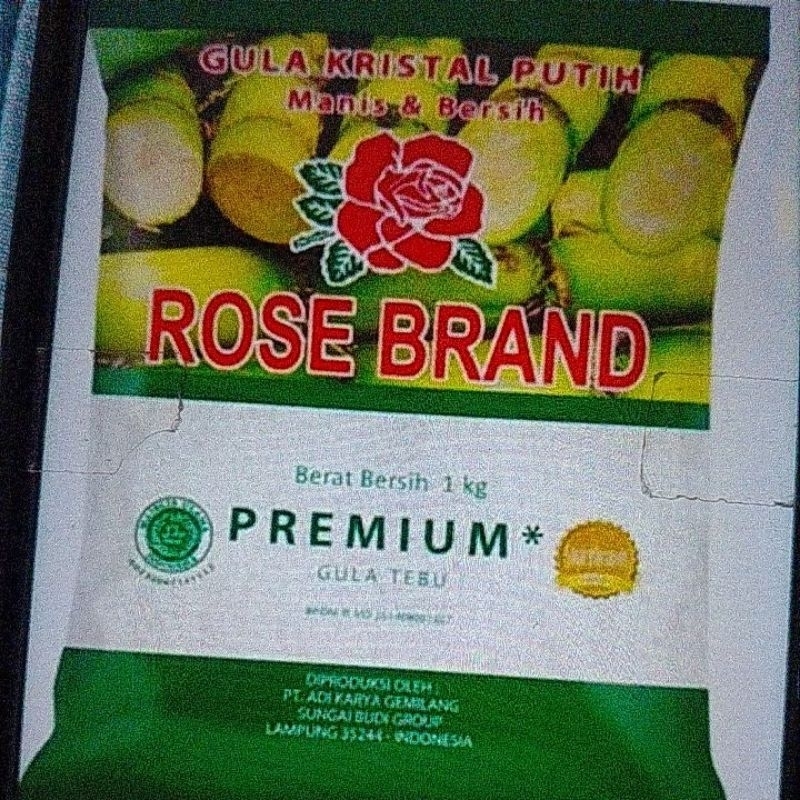 GULA KRISTAL PUTIH
Manis & Bersih
ROSE BRAND
Berat Bersih 1 kg
PREMIUM*
GULA TEBU
DIPRODUKSI OLEH :
PT. ADI KARYA GEMILANG
SUNGAI BUDI GROUP
LAMPUNG 35244 - INDONESIA